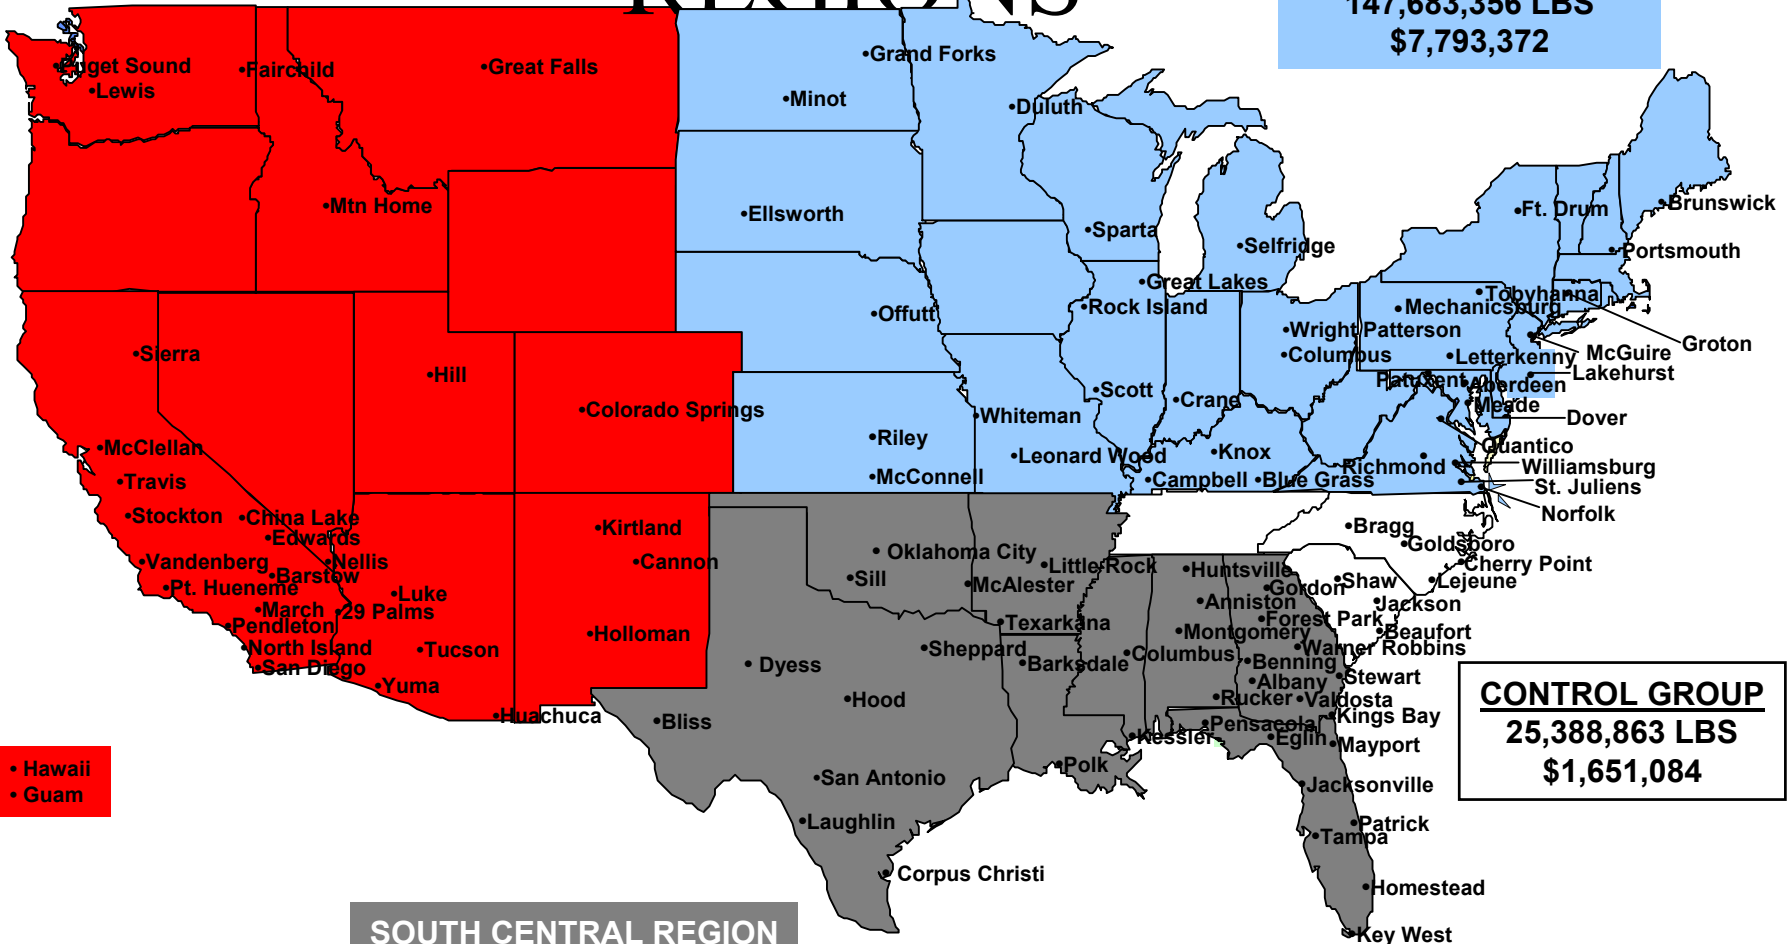 REGIONS
147,683,356 LBS
$7,793,372
•Puget Sound
•Lewis
•Fairchild
•Great Falls
•Mtn Home
•Grand Forks
•Minot
•Duluth
•Ellsworth
•Sparta
•Selfridge
•Ft. Drum
•Brunswick
•Portsmouth
•Great Lakes
•Rock Island
•Offutt
•Tobyhanna
•Mechanicsburg
•Wright Patterson
•Columbus
•Letterkenny
McGuire
Groton
Lakehurst
Patuxent
•Aberdeen
•Meade
Dover
Quantico
Richmond
Williamsburg
St. Juliens
Norfolk
•Sierra
•Hill
•Colorado Springs
•Scott
•Crane
•Whiteman
•Riley
•Leonard Wood
•Knox
•McConnell
•Campbell
•Blue Grass
•McClellan
•Travis
•Stockton
•China Lake
•Edwards
•Vandenberg
•Nellis
•Barstow
•Pt. Hueneme
•Luke
•March
•29 Palms
•Pendleton
•North Island
•San Diego
•Tucson
•Yuma
•Huachuca
•Kirtland
•Cannon
•Holloman
• Oklahoma City
•Sill
•McAlester
•Little Rock
•Texarkana
•Sheppard
•Barksdale
• Dyess
•Hood
•Bliss
•San Antonio
•Laughlin
• Corpus Christi
•Polk
•Kessler
•Columbus
•Huntsville
•Anniston
•Montgomery
•Gordon
•Forest Park
•Warner Robbins
•Benning
•Albany
•Rucker
•Valdosta
•Pensacola
•Eglin
•Bragg
•Goldsboro
•Cherry Point
•Shaw
•Lejeune
•Jackson
•Beaufort
•Stewart
•Kings Bay
•Mayport
•Jacksonville
•Patrick
•Tampa
•Homestead
•Key West
CONTROL GROUP
25,388,863 LBS
$1,651,084
• Hawaii
• Guam
SOUTH CENTRAL REGION